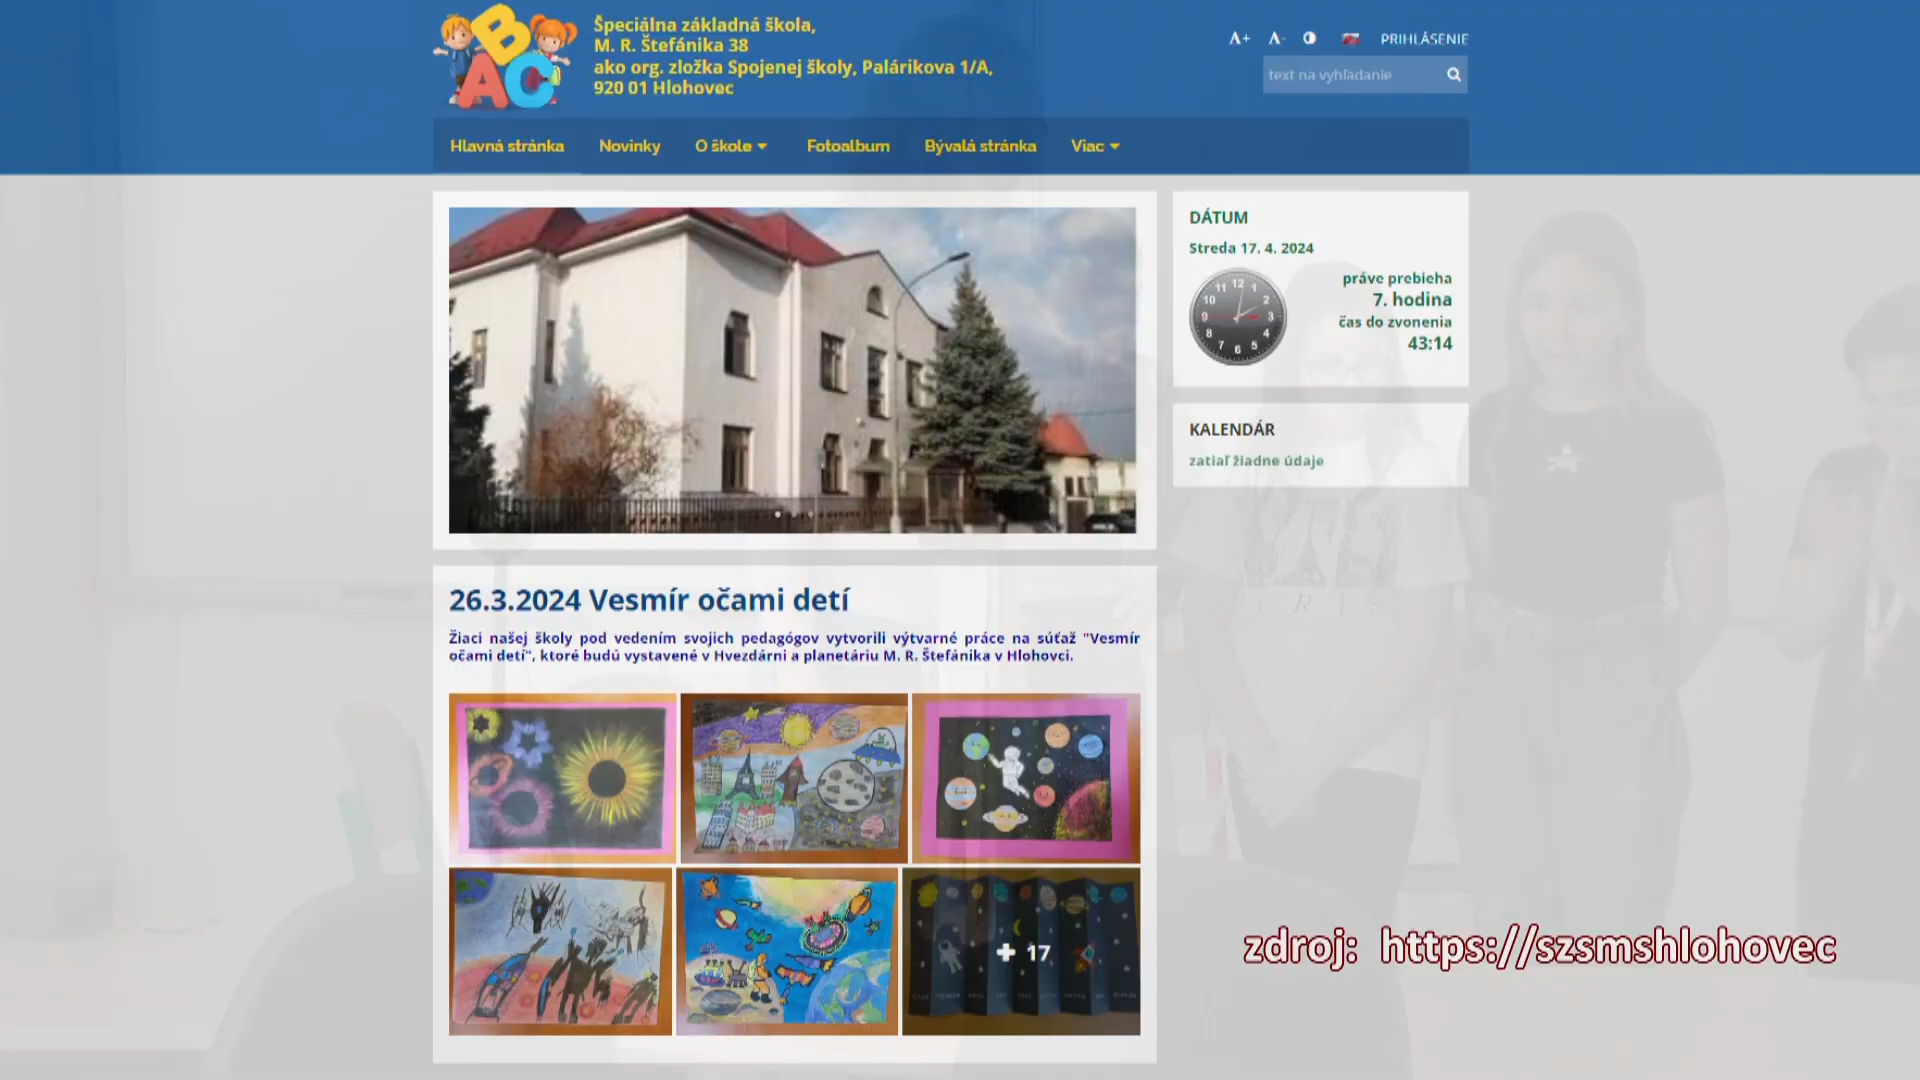 Špeciálna základná škola,
M. R. Štefánika 38
ako org. zložka Spojenej školy, Palárikova 1/A,
920 01 Hlohovec
A+ A- PRIHLÁSENIE
text na vyhľadanie
Hlavná stránka Novinky O škole Fotoalbum Bývalá stránka Viac
DÁTUM
Streda 17. 4. 2024
práve prebieha
7. hodina
čas do zvonenia
43:14
KALENDÁR
zatiaľ žiadne údaje
26.3.2024 Vesmír očami detí
Žiaci našej školy pod vedením svojich pedagógov vytvorili výtvarné práce na súťaž "Vesmír
očami detí", ktoré budú vystavené v Hvezdárni a planetáriu M. R. Štefánika v Hlohovci.
+ 17
zdroj: https://szsmshlohovec